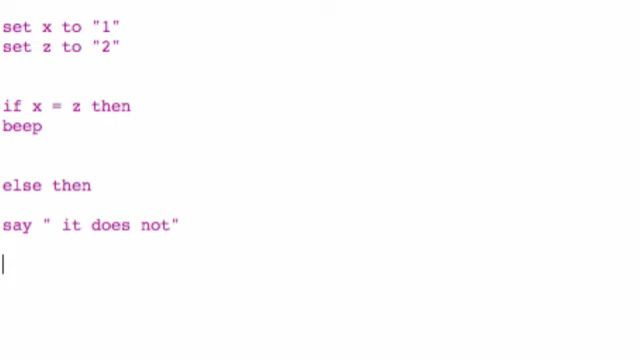 set x to "1"
set z to "2"
if x = z then
beep
else then
say " it does not"